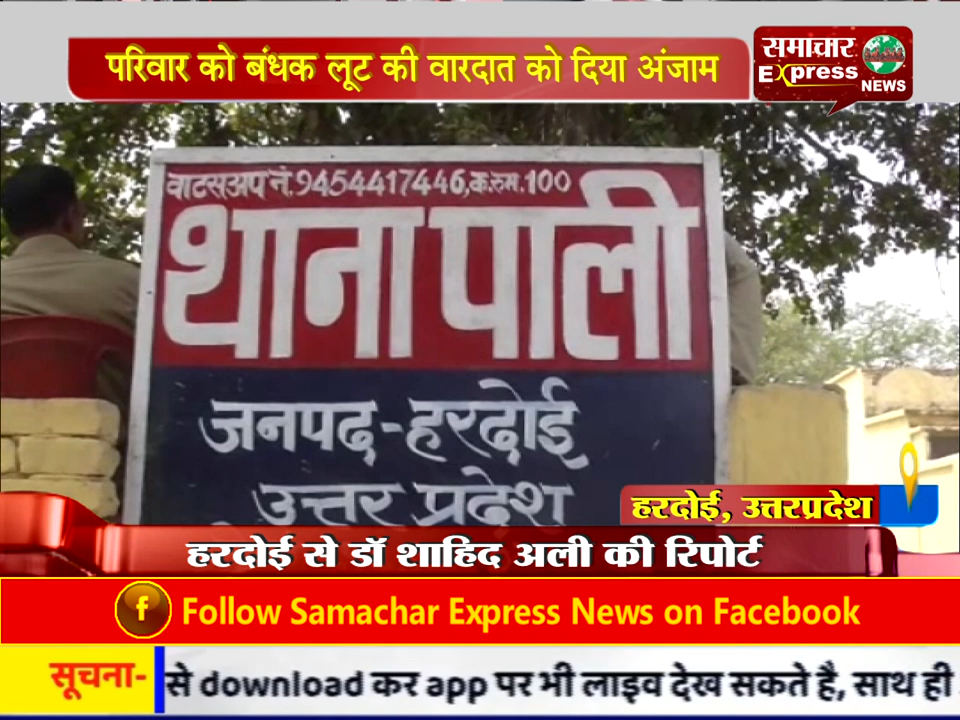 परिवार को बंधक लूट की वारदात को दिया अंजाम
समाचार
Express
NEWS
वाटसअप नं.9454417446,क.रुम.100
थाना पाली
जनपद-हरदोई
उत्तर प्रदेश
हरदोई, उत्तरप्रदेश
हरदोई से डॉ शाहिद अली की रिपोर्ट
f Follow Samachar Express News on Facebook
सूचना- से download कर app पर भी लाइव देख सकते है, साथ ही